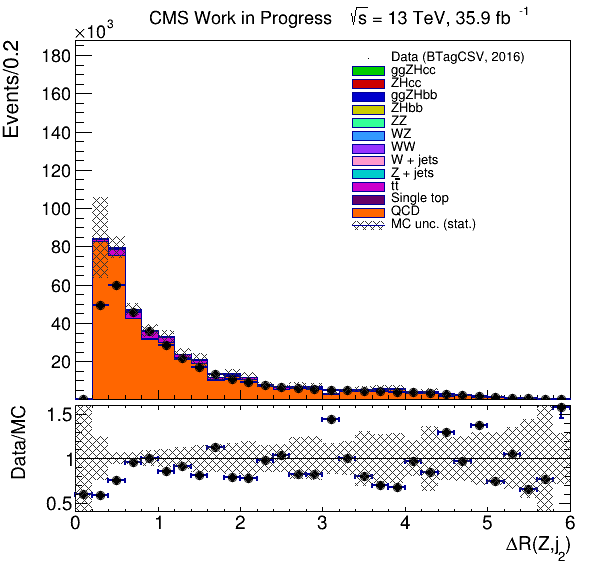 CMS Work in Progress √s = 13 TeV, 35.9 fb⁻¹
×10³
Events/0.2
180
160
140
120
100
80
60
40
20
Data (BTagCSV, 2016)
ggZHcc
ZHcc
ggZHbb
ZHbb
ZZ
WZ
WW
W + jets
Z + jets
tt̅
Single top
QCD
MC unc. (stat.)
Data/MC
1.5
1
0.5
0 1 2 3 4 5 6
ΔR(Z,j₂)